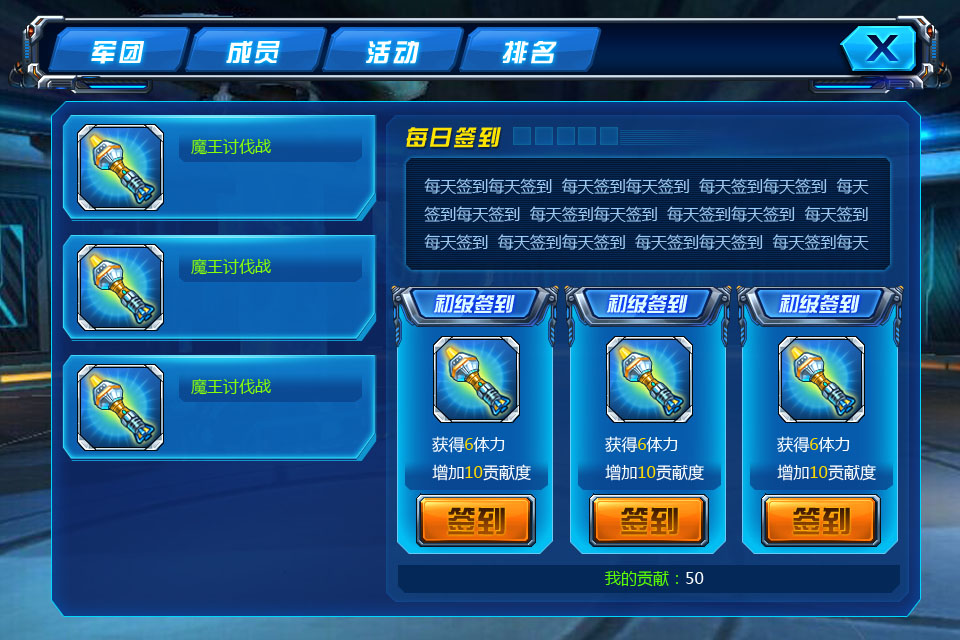 军团 成员 活动 排名 X
魔王讨伐战
魔王讨伐战
魔王讨伐战
每日签到
每天签到每天签到 每天签到每天签到 每天签到每天签到 每天
签到每天签到 每天签到每天签到 每天签到每天签到 每天签到
每天签到 每天签到每天签到 每天签到每天签到 每天签到每天
初级签到
获得6体力
增加10贡献度
签到
初级签到
获得6体力
增加10贡献度
签到
初级签到
获得6体力
增加10贡献度
签到
我的贡献：50